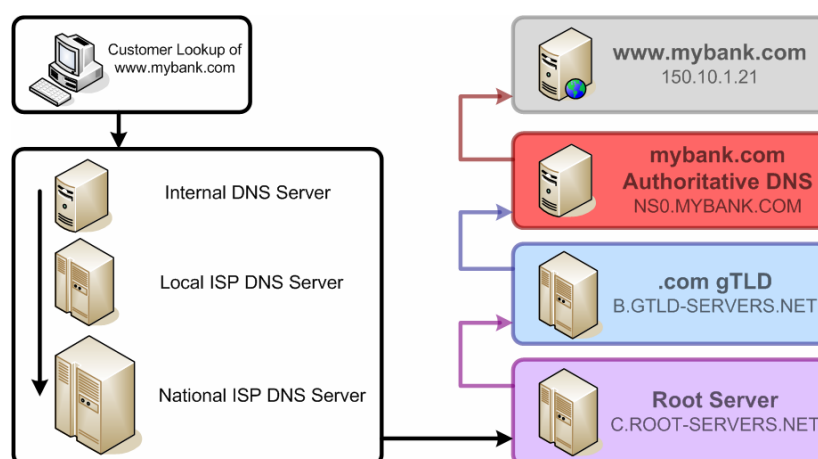 Customer Lookup of
www.mybank.com
Internal DNS Server
Local ISP DNS Server
National ISP DNS Server
www.mybank.com
150.10.1.21
mybank.com
Authoritative DNS
NS0.MYBANK.COM
.com gTLD
B.GTLD-SERVERS.NET
Root Server
C.ROOT-SERVERS.NET